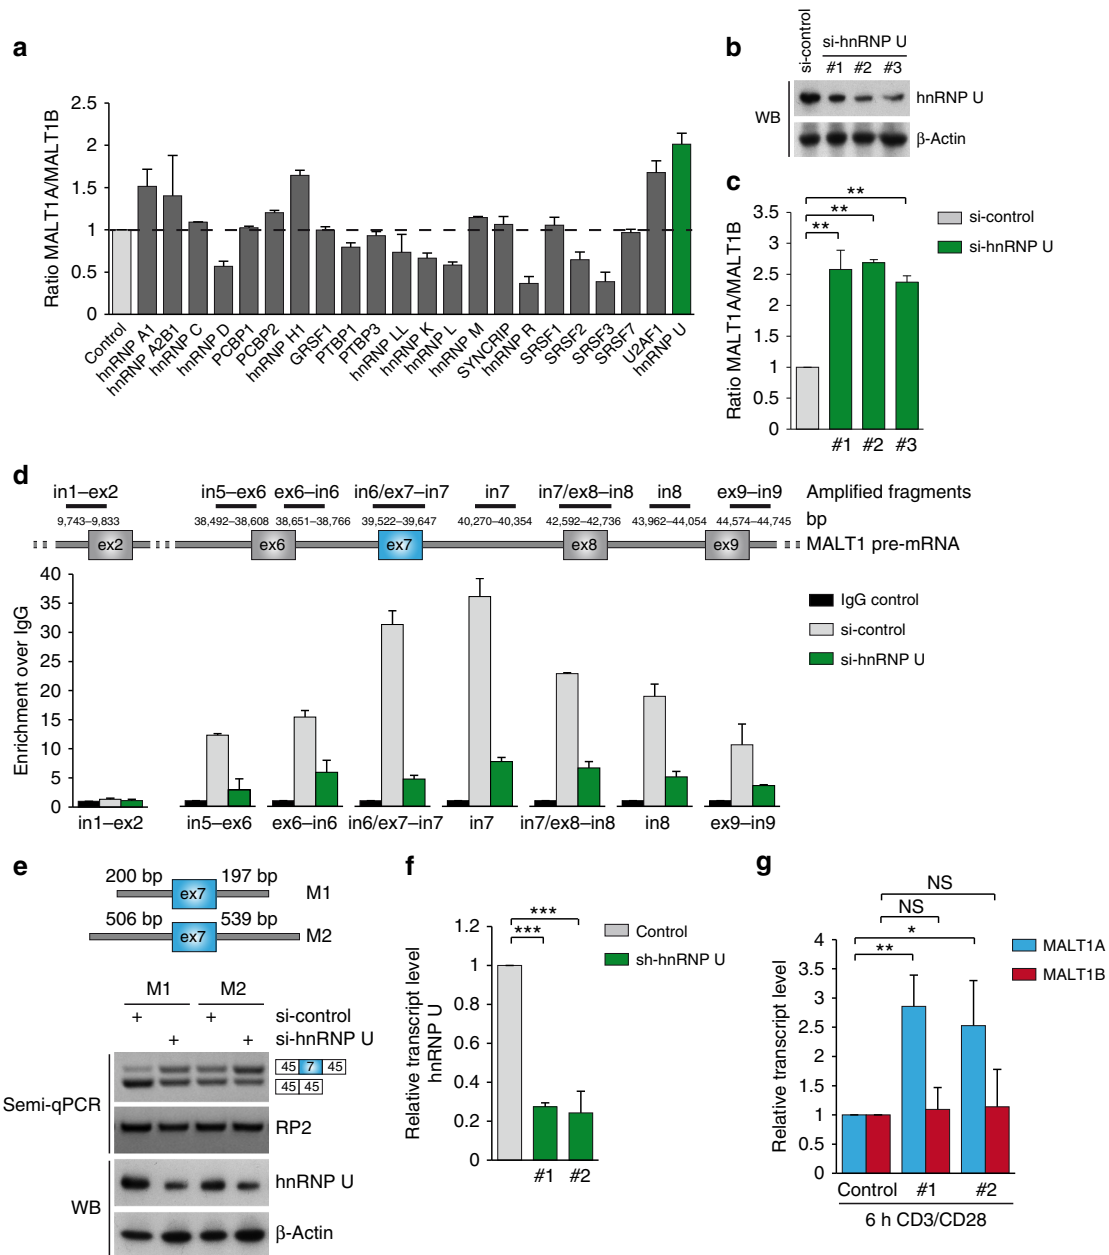 a
Ratio MALT1A/MALT1B
2.5
2
1.5
1
0.5
0
Control
hnRNP A1
hnRNP A2B1
hnRNP C
hnRNP D
PCBP1
PCBP2
hnRNP H1
GRSF1
PTBP1
PTBP3
hnRNP LL
hnRNP K
hnRNP L
hnRNP M
SYNCRIP
hnRNP R
SRSF1
SRSF2
SRSF3
SRSF7
U2AF1
hnRNP U
b
si-control
si-hnRNP U
#1 #2 #3
WB
hnRNP U
β-Actin
c
Ratio MALT1A/MALT1B
3.5
3
2.5
2
1.5
1
0.5
0
**
**
**
#1 #2 #3
si-control
si-hnRNP U
d
in1–ex2 in5–ex6 ex6–in6 in6/ex7–in7 in7 in7/ex8–in8 in8 ex9–in9 Amplified fragments
9,743–9,833 38,492–38,608 38,651–38,766 39,522–39,647 40,270–40,354 42,592–42,736 43,962–44,054 44,574–44,745 bp
ex2 ex6 ex7 ex8 ex9 MALT1 pre-mRNA
Enrichment over IgG
40
35
30
25
20
15
10
5
0
IgG control
si-control
si-hnRNP U
in1–ex2 in5–ex6 ex6–in6 in6/ex7–in7 in7 in7/ex8–in8 in8 ex9–in9
e
200 bp ex7 197 bp M1
506 bp ex7 539 bp M2
M1 M2
+ + si-control
+ + si-hnRNP U
Semi-qPCR
45 7 45
45 45
RP2
WB
hnRNP U
β-Actin
f
Relative transcript level
hnRNP U
1.2
1
0.8
0.6
0.4
0.2
0
***
***
#1 #2
Control
sh-hnRNP U
g
Relative transcript level
4
3.5
3
2.5
2
1.5
1
0.5
0
NS
NS
*
**
MALT1A
MALT1B
Control #1 #2
6 h CD3/CD28